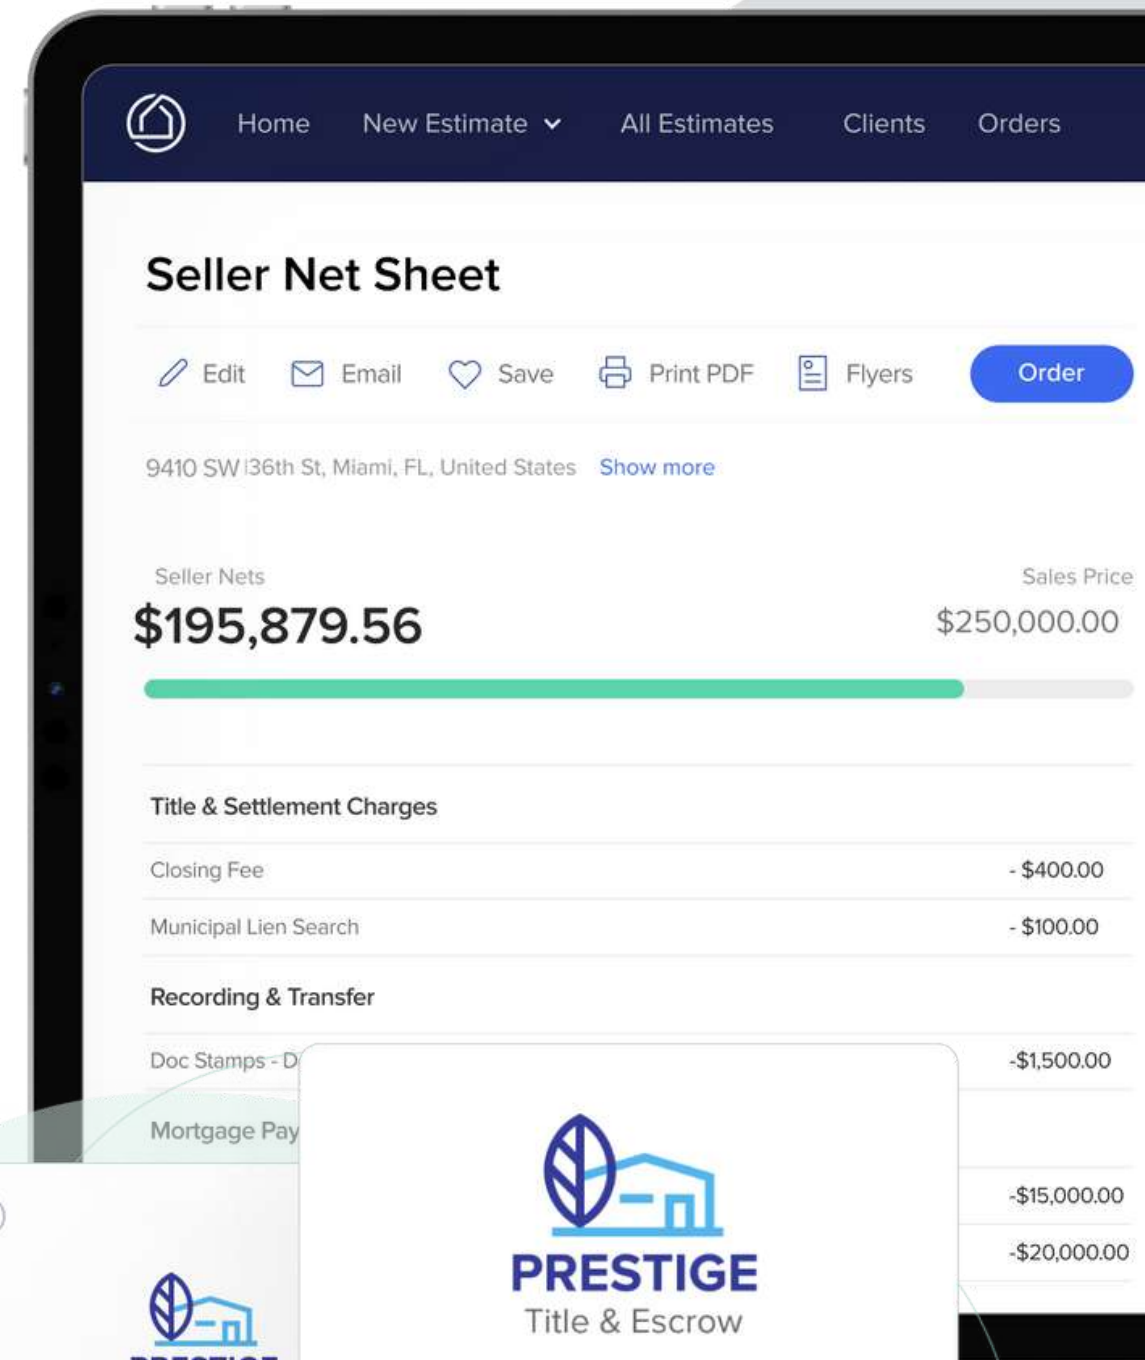 Home New Estimate All Estimates Clients Orders
Seller Net Sheet
Edit Email Save Print PDF Flyers Order
9410 SW 136th St, Miami, FL, United States Show more
Seller Nets Sales Price
$195,879.56 $250,000.00
Title & Settlement Charges
Closing Fee - $400.00
Municipal Lien Search - $100.00
Recording & Transfer
Doc Stamps - D -$1,500.00
Mortgage Pay
-$15,000.00
-$20,000.00
PRESTIGE
Title & Escrow
PRESTIGE